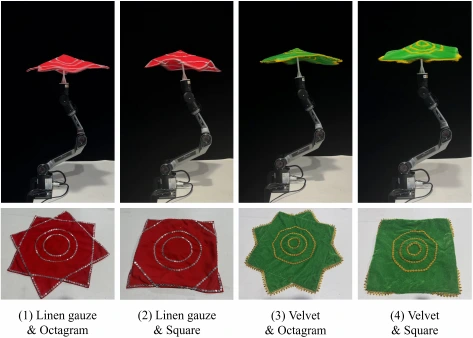 (1) Linen gauze
& Octagram
(2) Linen gauze
& Square
(3) Velvet
& Octagram
(4) Velvet
& Square